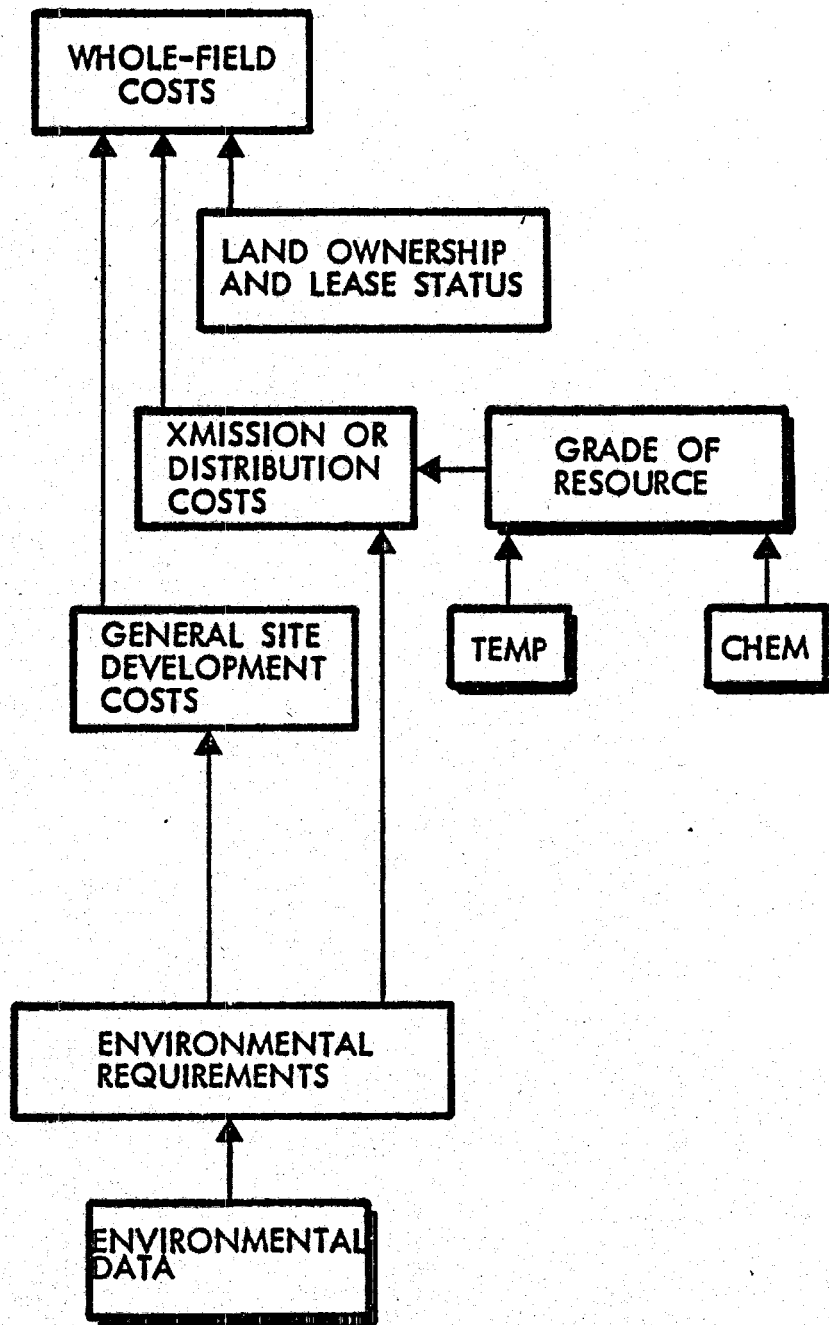 WHOLE-FIELD
COSTS
LAND OWNERSHIP
AND LEASE STATUS
XMISSION OR
DISTRIBUTION
COSTS
GRADE OF
RESOURCE
GENERAL SITE
DEVELOPMENT
COSTS
TEMP
CHEM
ENVIRONMENTAL
REQUIREMENTS
ENVIRONMENTAL
DATA